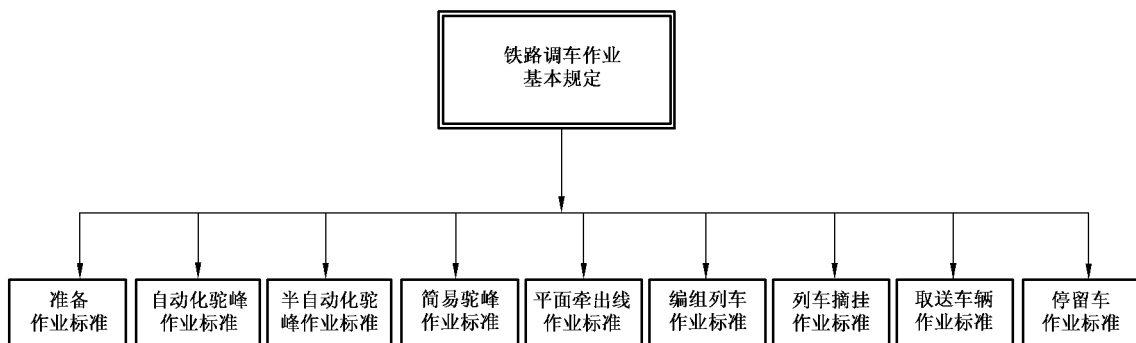 铁路调车作业
基本规定
准备
作业标准
自动化驼峰
作业标准
半自动化驼
峰作业标准
简易驼峰
作业标准
平面牵出线
作业标准
编组列车
作业标准
列车摘挂
作业标准
取送车辆
作业标准
停留车
作业标准